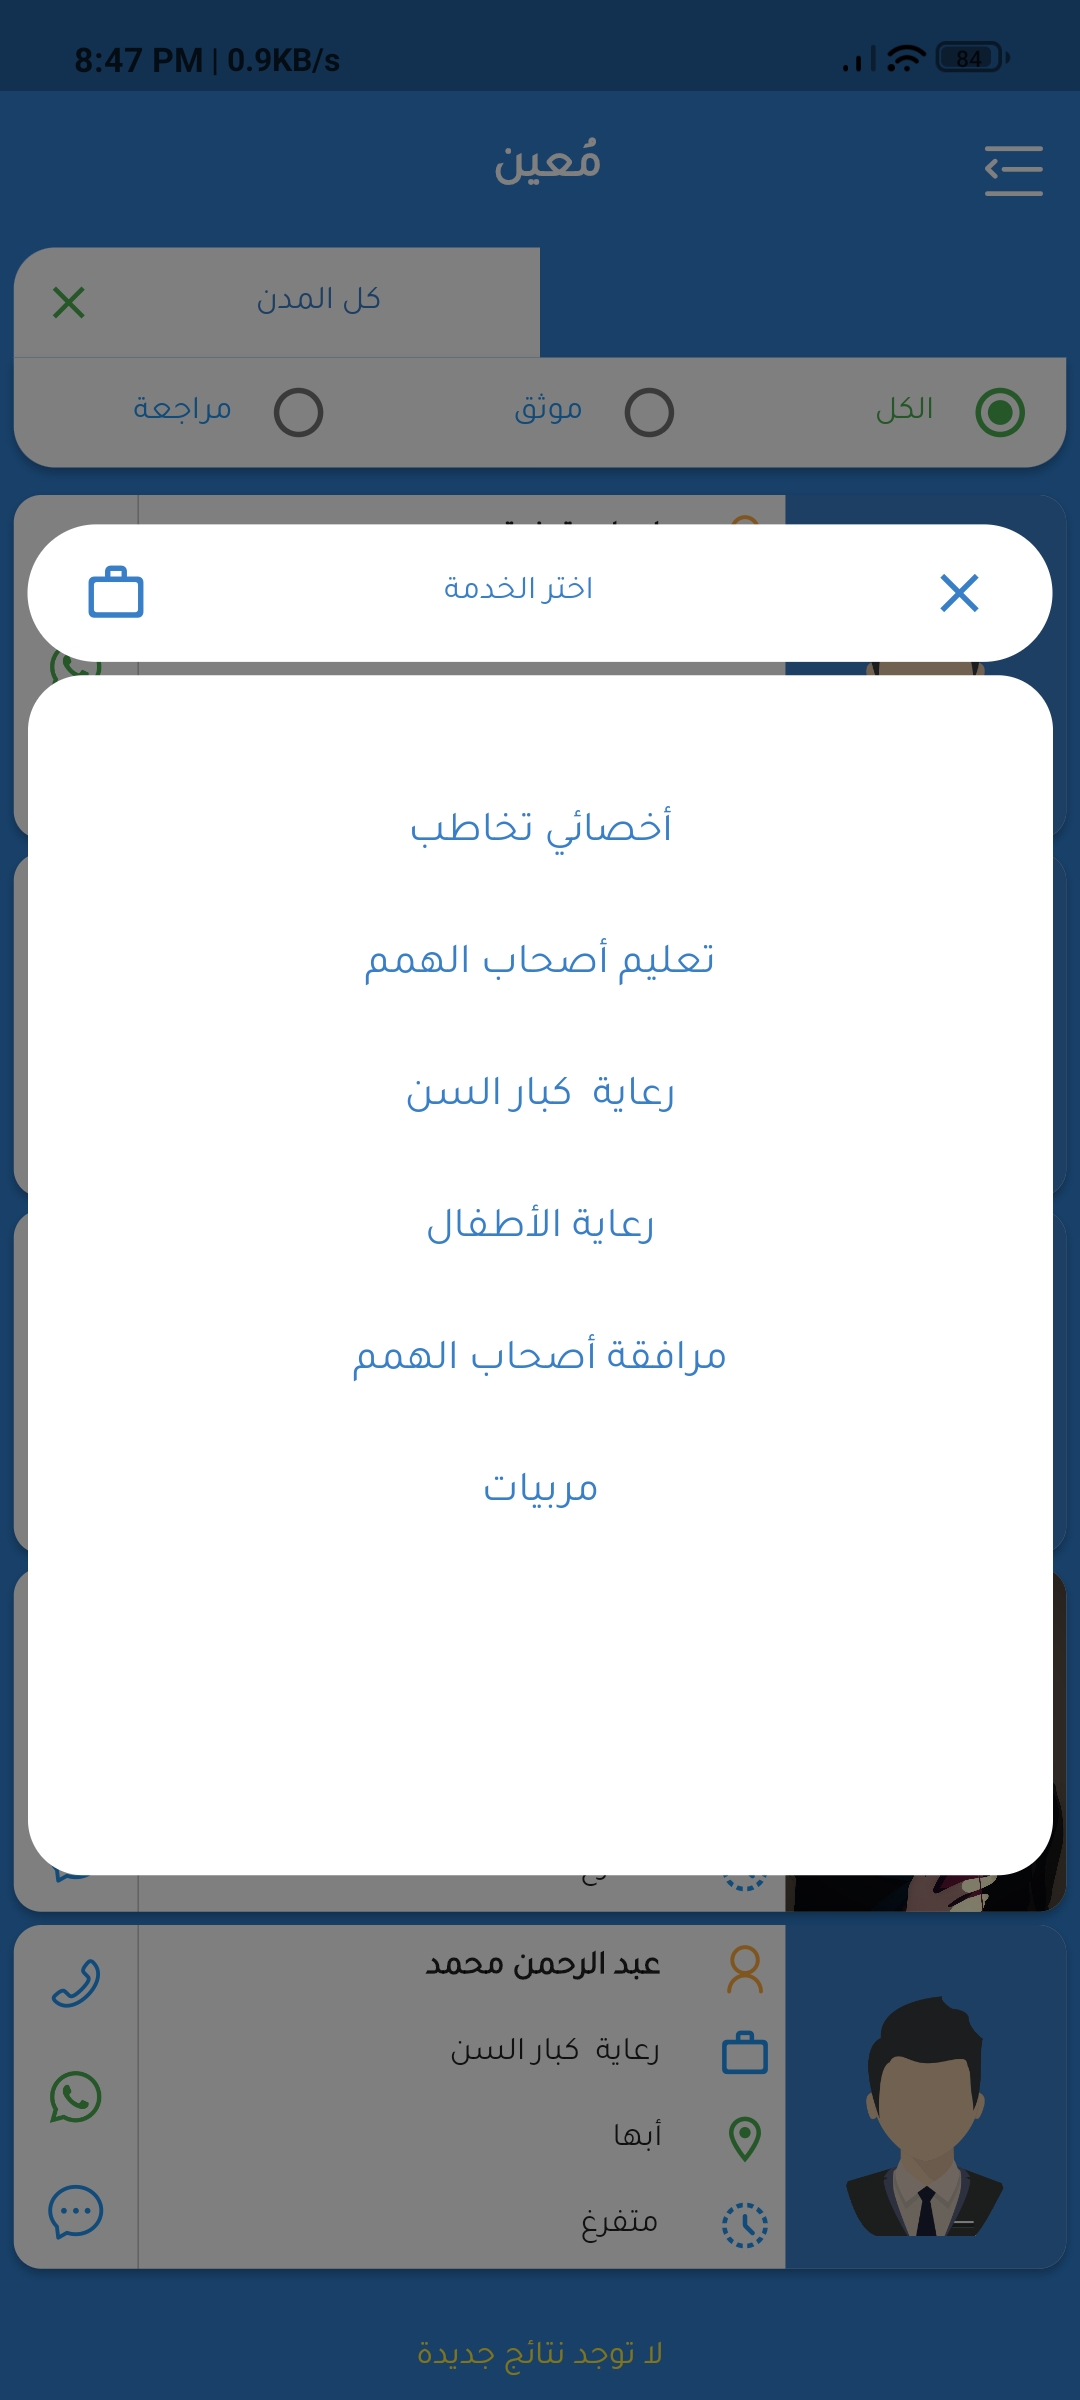 8:47 PM | 0.9KB/s
84
مُعين
كل المدن
الكل
موثق
مراجعة
اختر الخدمة
أخصائي تخاطب
تعليم أصحاب الهمم
رعاية كبار السن
رعاية الأطفال
مرافقة أصحاب الهمم
مربيات
عبد الرحمن محمد
رعاية كبار السن
أبها
متفرغ
لا توجد نتائج جديدة